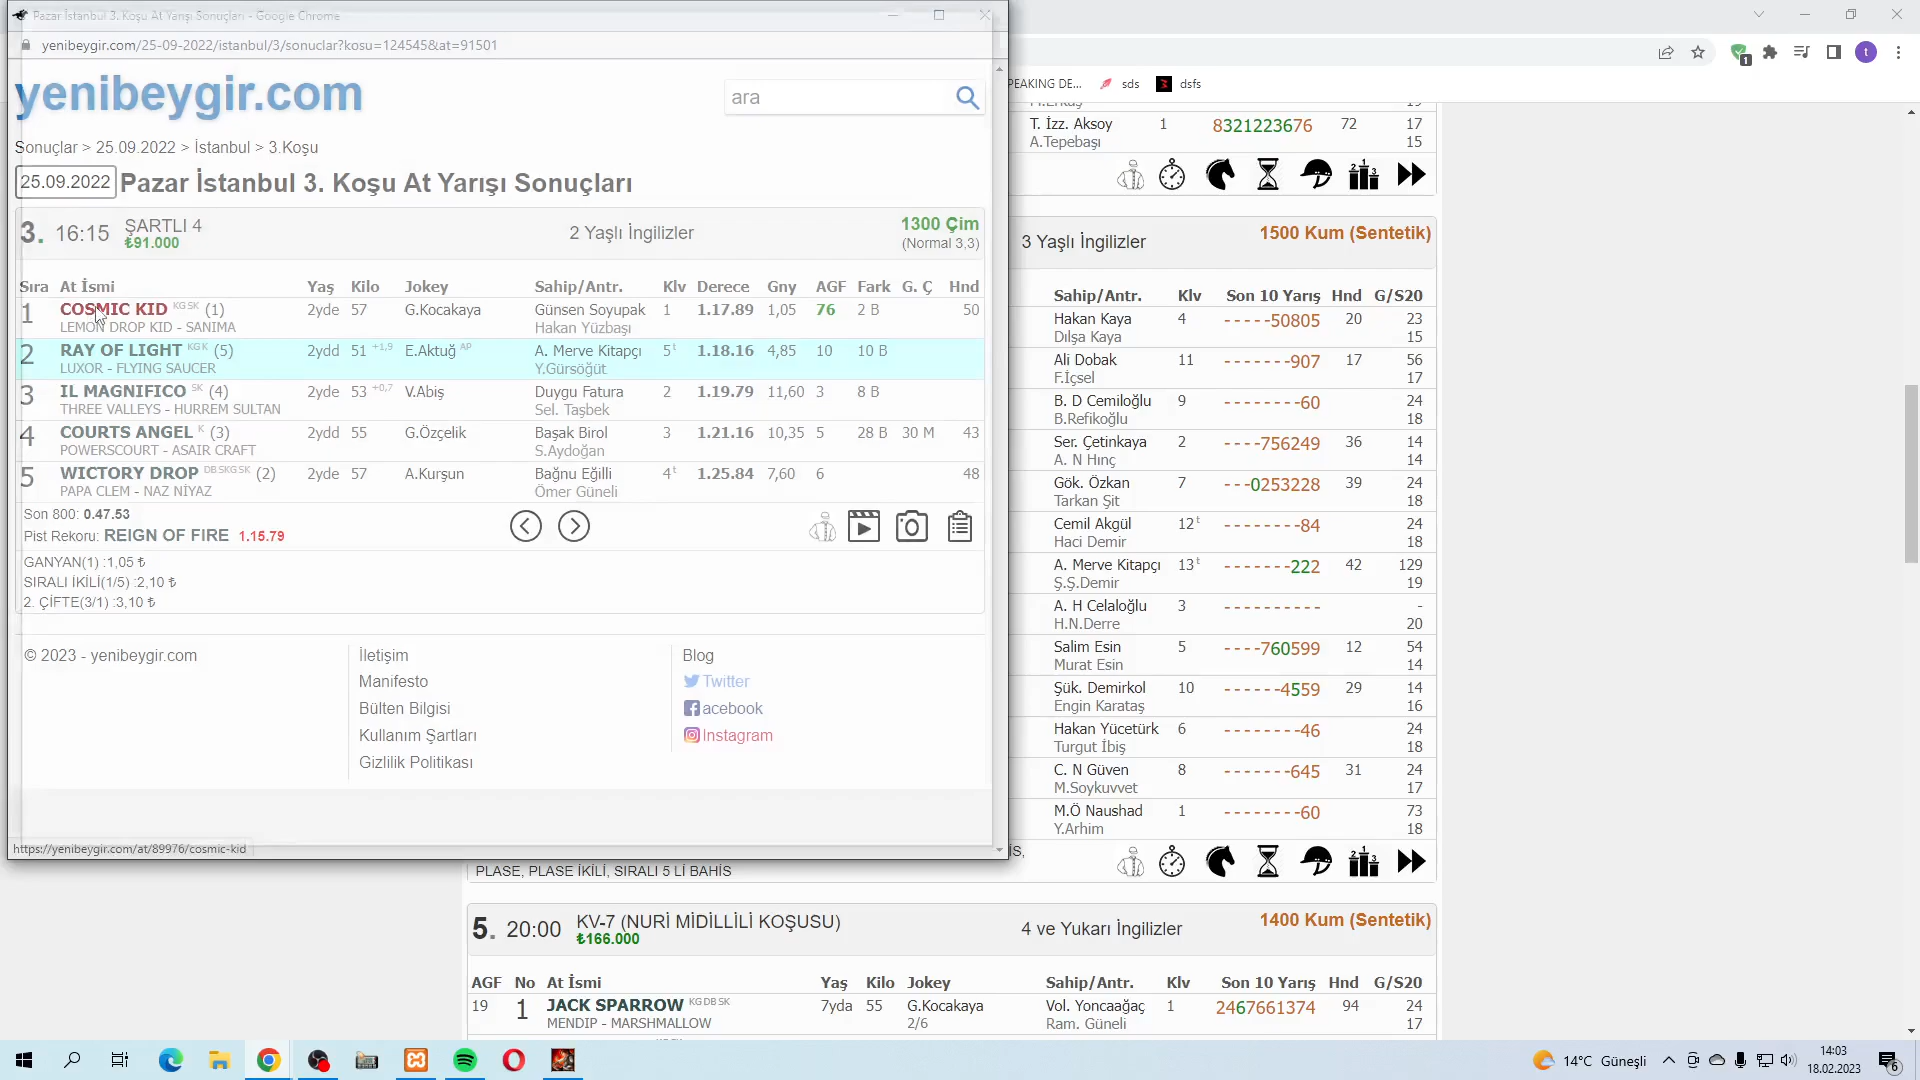 Pazar İstanbul 3. Koşu At Yarışı Sonuçları - Google Chrome
yenibeygir.com/25-09-2022/istanbul/3/sonuclar?kosu=124545&at=91501
yenibeygir.com
ara
Sonuçlar > 25.09.2022 > İstanbul > 3.Koşu
25.09.2022 Pazar İstanbul 3. Koşu At Yarışı Sonuçları
3. 16:15 ŞARTLI 4 2 Yaşlı İngilizler 1300 Çim
₺91.000 (Normal 3,3)
Sıra At İsmi Yaş Kilo Jokey Sahip/Antr. Klv Derece Gny AGF Fark G. Ç Hnd
1 COSMIC KID KG SK (1) 2yde 57 G.Kocakaya Günsen Soyupak 1 1.17.89 1,05 76 2 B 50
LEMON DROP KID - SANIMA Hakan Yüzbaşı
2 RAY OF LIGHT KG K (5) 2ydd 51 +1,9 E.Aktuğ AP A. Merve Kitapçı 5 t 1.18.16 4,85 10 10 B
LUXOR - FLYING SAUCER Y.Gürsöğüt
3 IL MAGNIFICO SK (4) 2yde 53 +0,7 V.Abiş Duygu Fatura 2 1.19.79 11,60 3 8 B
THREE VALLEYS - HURREM SULTAN Sel. Taşbek
4 COURTS ANGEL K (3) 2ydd 55 G.Özçelik Başak Birol 3 1.21.16 10,35 5 28 B 30 M 43
POWERSCOURT - ASAIR CRAFT S.Aydoğan
5 WICTORY DROP DB SKG SK (2) 2yde 57 A.Kurşun Bağnu Eğilli 4 t 1.25.84 7,60 6 48
PAPA CLEM - NAZ NİYAZ Ömer Güneli
Son 800: 0.47.53
Pist Rekoru: REIGN OF FIRE 1.15.79
GANYAN(1) :1,05 ₺
SIRALI İKİLİ(1/5) :2,10 ₺
2. ÇİFTE(3/1) :3,10 ₺
© 2023 - yenibeygir.com
İletişim
Manifesto
Bülten Bilgisi
Kullanım Şartları
Gizlilik Politikası
Blog
Twitter
acebook
Instagram
https://yenibeygir.com/at/89976/cosmic-kid
PEAKING DE... sds dsfs
1
t
T. İzz. Aksoy 1 8321223676 72 17
A.Tepebaşı 15
3 Yaşlı İngilizler 1500 Kum (Sentetik)
Sahip/Antr. Klv Son 10 Yarış Hnd G/S20
Hakan Kaya 4 -----50805 20 23
Dılşa Kaya 15
Ali Dobak 11 -------907 17 56
F.İçsel 17
B. D Cemiloğlu 9 --------60 24
B.Refikoğlu 18
Ser. Çetinkaya 2 ----756249 36 14
A. N Hınç 14
Gök. Özkan 7 ---0253228 39 24
Tarkan Şit 18
Cemil Akgül 12 t --------84 24
Haci Demir 18
A. Merve Kitapçı 13 t -------222 42 129
Ş.Ş.Demir 19
A. H Celaloğlu 3 ---------- -
H.N.Derre 20
Salim Esin 5 ----760599 12 54
Murat Esin 14
Şük. Demirkol 10 ------4559 29 14
Engin Karataş 16
Hakan Yücetürk 6 --------46 24
Turgut İbiş 18
C. N Güven 8 -------645 31 24
M.Soykuvvet 17
M.Ö Naushad 1 --------60 73
Y.Arhim 18
PLASE, PLASE İKİLİ, SIRALI 5 Lİ BAHİS
5. 20:00 KV-7 (NURİ MİDİLLİLİ KOŞUSU) 4 ve Yukarı İngilizler 1400 Kum (Sentetik)
₺166.000
AGF No At İsmi Yaş Kilo Jokey Sahip/Antr. Klv Son 10 Yarış Hnd G/S20
19 1 JACK SPARROW KG DB SK 7yda 55 G.Kocakaya Vol. Yoncaağaç 1 2467661374 94 24
MENDIP - MARSHMALLOW 2/6 Ram. Güneli 17
14°C Güneşli
14:03
18.02.2023
6